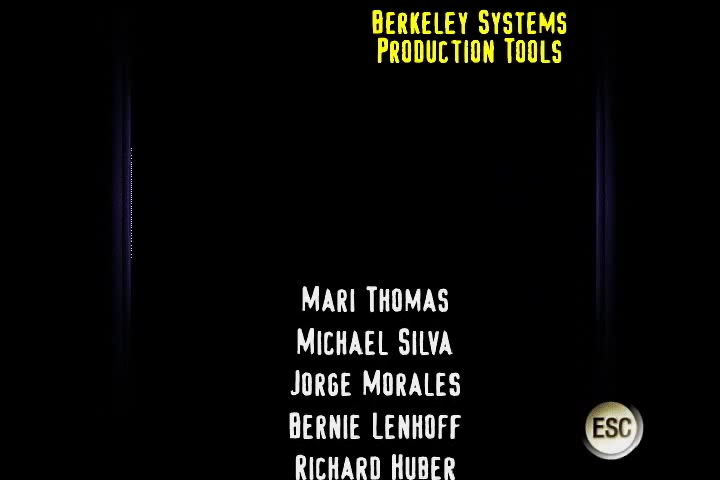 Berkeley Systems
Production Tools
Mari Thomas
Michael Silva
Jorge Morales
Bernie Lenhoff
Richard Huber
ESC